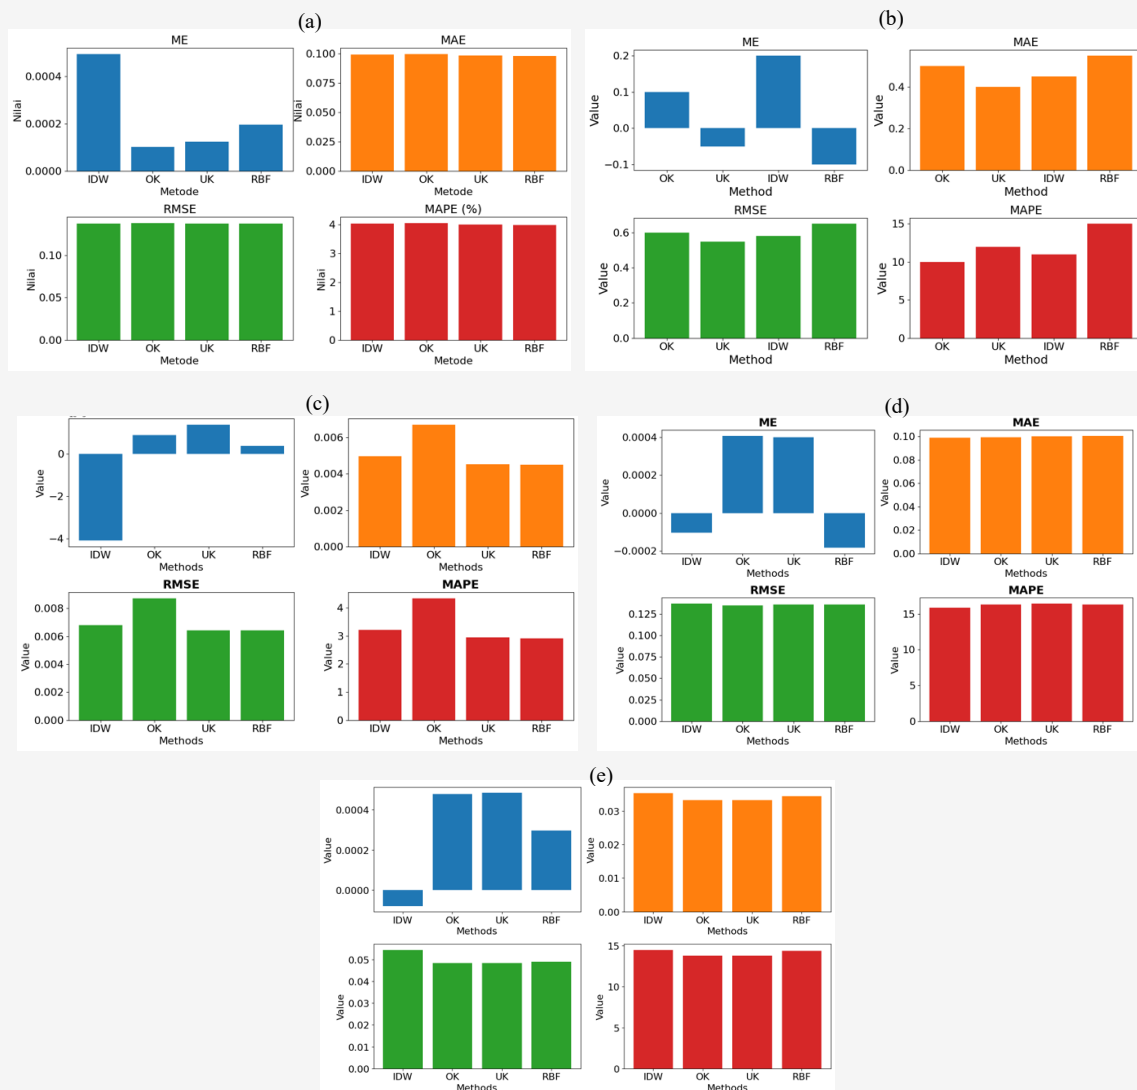 (a)
ME
0.0004
0.0002
0.0000
Nilai
IDW OK UK RBF
Metode
MAE
0.100
0.075
0.050
0.025
0.000
Nilai
IDW OK UK RBF
Metode
RMSE
0.10
0.05
0.00
Nilai
IDW OK UK RBF
Metode
MAPE (%)
4
3
2
1
0
Nilai
IDW OK UK RBF
Metode
(b)
ME
0.2
0.1
0.0
−0.1
Value
OK UK IDW RBF
Method
MAE
0.4
0.2
0.0
Value
OK UK IDW RBF
Method
RMSE
0.6
0.4
0.2
0.0
Value
OK UK IDW RBF
Method
MAPE
15
10
5
0
Value
OK UK IDW RBF
Method
(c)
0
−2
−4
Value
IDW OK UK RBF
Methods
0.006
0.004
0.002
0.000
Value
IDW OK UK RBF
Methods
RMSE
0.008
0.006
0.004
0.002
0.000
Value
IDW OK UK RBF
Methods
MAPE
4
3
2
1
0
Value
IDW OK UK RBF
Methods
(d)
ME
0.0004
0.0002
0.0000
−0.0002
Value
IDW OK UK RBF
Methods
MAE
0.10
0.08
0.06
0.04
0.02
0.00
Value
IDW OK UK RBF
Methods
RMSE
0.125
0.100
0.075
0.050
0.025
0.000
Value
IDW OK UK RBF
Methods
MAPE
15
10
5
0
Value
IDW OK UK RBF
Methods
(e)
0.0004
0.0002
0.0000
Value
IDW OK UK RBF
Methods
0.03
0.02
0.01
0.00
Value
IDW OK UK RBF
Methods
0.05
0.04
0.03
0.02
0.01
0.00
Value
IDW OK UK RBF
Methods
15
10
5
0
Value
IDW OK UK RBF
Methods